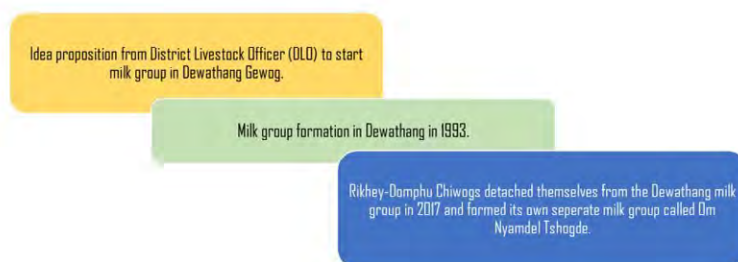 Idea proposition from District Livestock Officer (DLO) to start
milk group in Dewathang Gewog.
Milk group formation in Dewathang in 1993.
Rikhey-Domphu Chiwogs detached themselves from the Dewathang milk
group in 2017 and formed its own seperate milk group called Om
Nyamdel Tshogde.